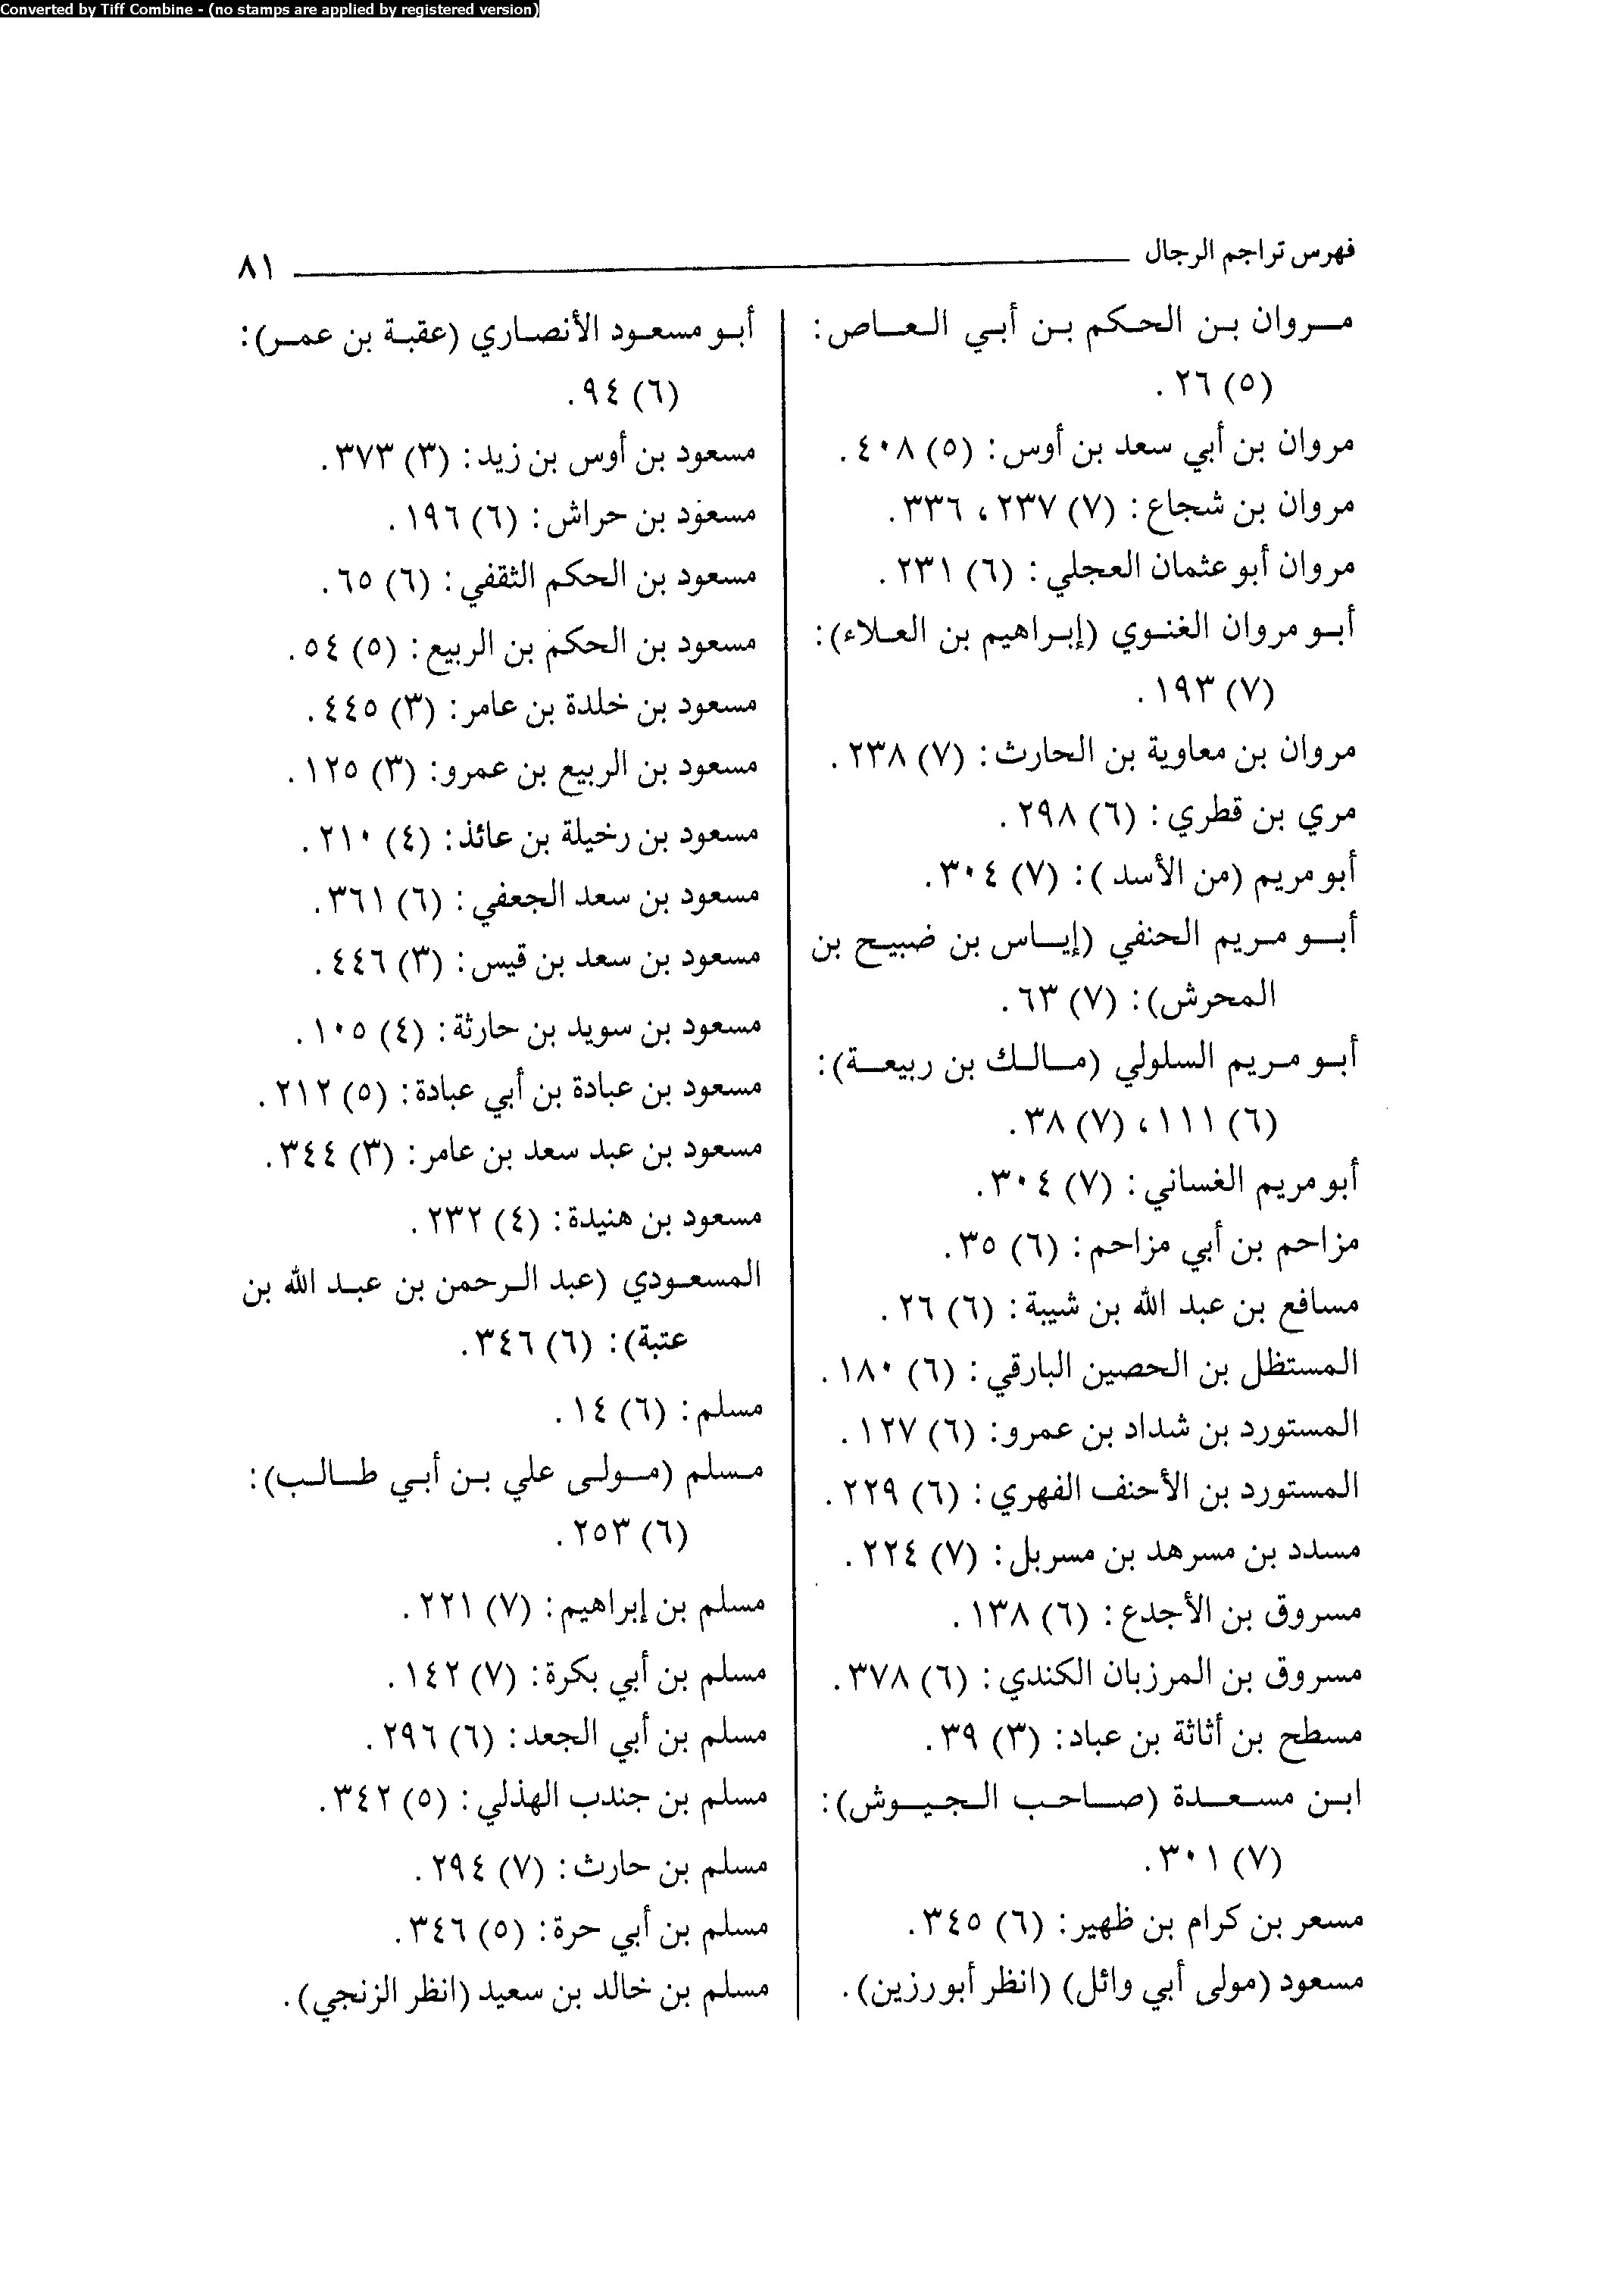 Converted by Tiff Combine - (no stamps are applied by registered version)
فهرس تراجم الرجال ٨١
مروان بن الحكم بن أبي العاص:
(٥) ٢٦.
مروان بن أبي سعد بن أوس: (٥) ٤٠٨.
مروان بن شجاع: (٧) ٢٣٧، ٣٣٦.
مروان أبو عثمان العجلي: (٦) ٢٣١.
أبو مروان الغنوي (إبراهيم بن العلاء):
(٧) ١٩٣.
مروان بن معاوية بن الحارث: (٧) ٢٣٨.
مري بن قطري: (٦) ٢٩٨.
أبو مريم (من الأسد): (٧) ٣٠٤.
أبو مريم الحنفي (إياس بن ضبيح بن
المحرش): (٧) ٦٣.
أبو مريم السلولي (مالك بن ربيعة):
(٦) ١١١، (٧) ٣٨.
أبو مريم الغساني: (٧) ٣٠٤.
مزاحم بن أبي مزاحم: (٦) ٣٥.
مسافع بن عبد الله بن شيبة: (٦) ٢٦.
المستظل بن الحصين البارقي: (٦) ١٨٠.
المستورد بن شداد بن عمرو: (٦) ١٢٧.
المستورد بن الأحنف الفهري: (٦) ٢٢٩.
مسدد بن مسرهد بن مسربل: (٧) ٢٢٤.
مسروق بن الأجدع: (٦) ١٣٨.
مسروق بن المرزبان الكندي: (٦) ٣٧٨.
مسطح بن أثاثة بن عباد: (٣) ٣٩.
ابن مسعدة (صاحب الجيوش):
(٧) ٣٠١.
مسعر بن كرام بن ظهير: (٦) ٣٤٥.
مسعود (مولى أبي وائل) (انظر أبو رزين).
أبو مسعود الأنصاري (عقبة بن عمر):
(٦) ٩٤.
مسعود بن أوس بن زيد: (٣) ٣٧٣.
مسعود بن حراش: (٦) ١٩٦.
مسعود بن الحكم الثقفي: (٦) ٦٥.
مسعود بن الحكم بن الربيع: (٥) ٥٤.
مسعود بن خلدة بن عامر: (٣) ٤٤٥.
مسعود بن الربيع بن عمرو: (٣) ١٢٥.
مسعود بن رخيلة بن عائذ: (٤) ٢١٠.
مسعود بن سعد الجعفي: (٦) ٣٦١.
مسعود بن سعد بن قيس: (٣) ٤٤٦.
مسعود بن سويد بن حارثة: (٤) ١٠٥.
مسعود بن عبادة بن أبي عبادة: (٥) ٢١٢.
مسعود بن عبد سعد بن عامر: (٣) ٣٤٤.
مسعود بن هنيدة: (٤) ٢٣٢.
المسعودي (عبد الرحمن بن عبد الله بن
عتبة): (٦) ٣٤٦.
مسلم: (٦) ١٤.
مسلم (مولى علي بن أبي طالب):
(٦) ٢٥٣.
مسلم بن إبراهيم: (٧) ٢٢١.
مسلم بن أبي بكرة: (٧) ١٤٢.
مسلم بن أبي الجعد: (٦) ٢٩٦.
مسلم بن جندب الهذلي: (٥) ٣٤٢.
مسلم بن حارث: (٧) ٢٩٤.
مسلم بن أبي حرة: (٥) ٣٤٦.
مسلم بن خالد بن سعيد (انظر الزنجي).